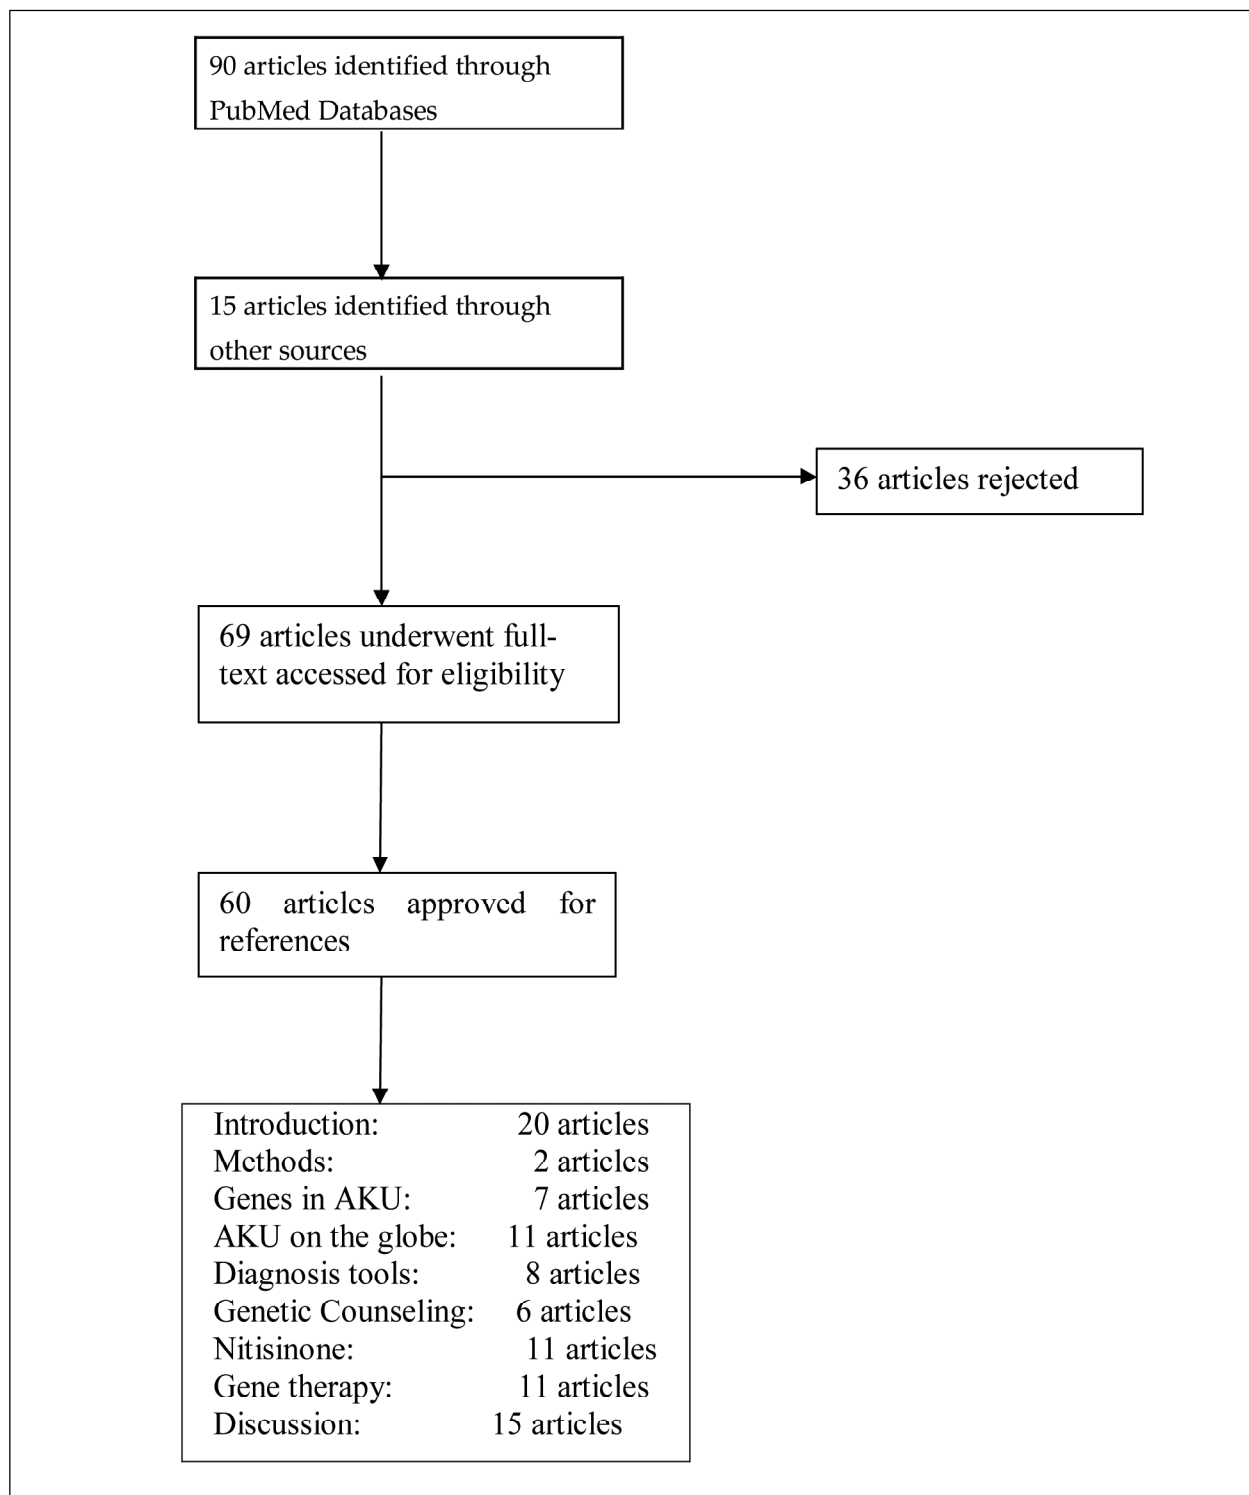 90 articles identified through
PubMed Databases
15 articles identified through
other sources
36 articles rejected
69 articles underwent full-
text accessed for eligibility
60 articles approved for
references
Introduction: 20 articles
Methods: 2 articles
Genes in AKU: 7 articles
AKU on the globe: 11 articles
Diagnosis tools: 8 articles
Genetic Counseling: 6 articles
Nitisinone: 11 articles
Gene therapy: 11 articles
Discussion: 15 articles